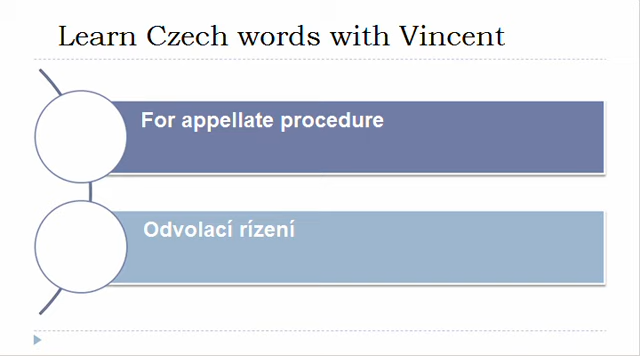 Learn Czech words with Vincent
For appellate procedure
Odvolací rízení